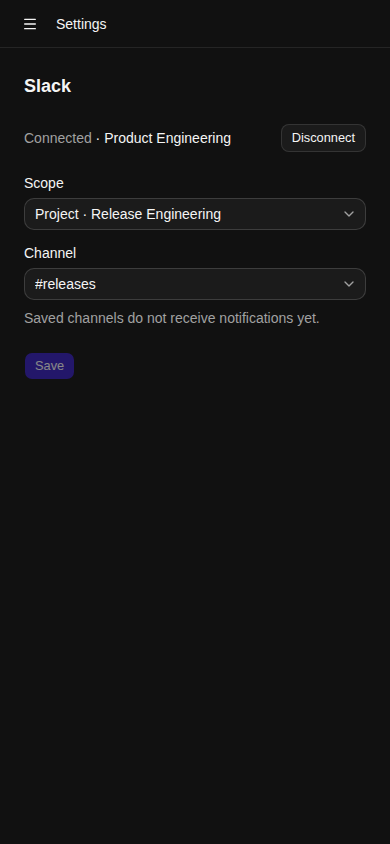 Settings
Slack
Connected · Product Engineering
Disconnect
Scope
Project · Release Engineering
Channel
#releases
Saved channels do not receive notifications yet.
Save